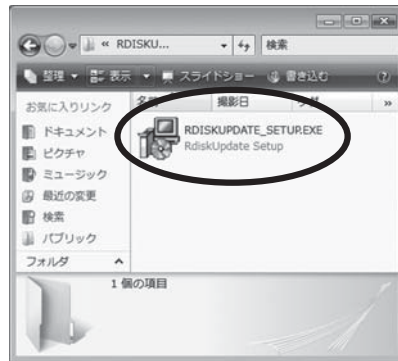 « RDISKU...
検索
整理 表示 スライドショー 書き込む
名前 撮影日 タグ »
お気に入りリンク
ドキュメント
ピクチャ
ミュージック
最近の変更
検索
パブリック
フォルダ
RDISKUPDATE_SETUP.EXE
RdiskUpdate Setup
1 個の項目